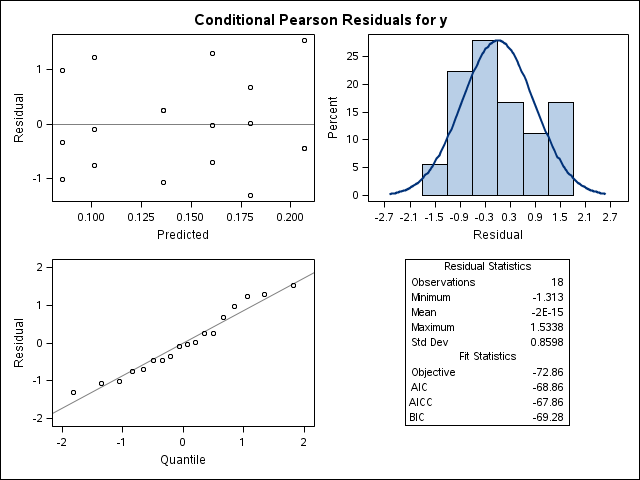 Conditional Pearson Residuals for y
Residual
1
0
-1
0.100 0.125 0.150 0.175 0.200
Predicted
Percent
25
20
15
10
5
0
-2.7 -2.1 -1.5 -0.9 -0.3 0.3 0.9 1.5 2.1 2.7
Residual
Residual
2
1
0
-1
-2
-2 -1 0 1 2
Quantile
Residual Statistics
Observations 18
Minimum -1.313
Mean -2E-15
Maximum 1.5338
Std Dev 0.8598
Fit Statistics
Objective -72.86
AIC -68.86
AICC -67.86
BIC -69.28